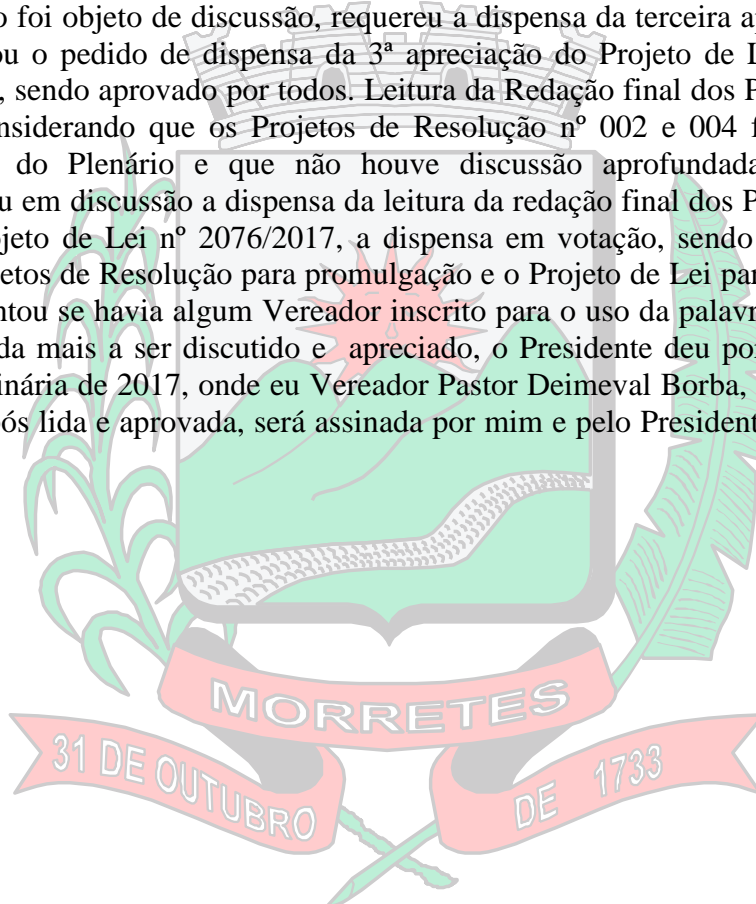 o foi objeto de discussão, requereu a dispensa da terceira ap
ou o pedido de dispensa da 3ª apreciação do Projeto de L
, sendo aprovado por todos. Leitura da Redação final dos P
onsiderando que os Projetos de Resolução nº 002 e 004 f
do Plenário e que não houve discussão aprofundada
u em discussão a dispensa da leitura da redação final dos P
ojeto de Lei nº 2076/2017, a dispensa em votação, sendo
etos de Resolução para promulgação e o Projeto de Lei par
ntou se havia algum Vereador inscrito para o uso da palavr
da mais a ser discutido e apreciado, o Presidente deu por
inária de 2017, onde eu Vereador Pastor Deimeval Borba,
ós lida e aprovada, será assinada por mim e pelo President
MORRETES
31 DE OUTUBRO
DE 1733